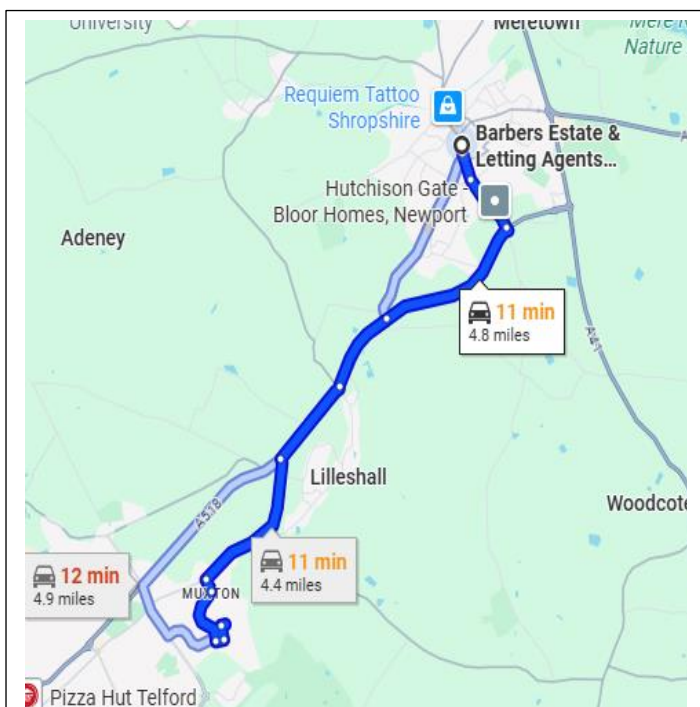 University
Meretown
Nature
Requiem Tattoo
Shropshire
Barbers Estate &
Letting Agents...
Hutchison Gate -
Bloor Homes, Newport
Adeney
11 min
4.8 miles
A41
Lilleshall
Woodcote
A518
11 min
4.4 miles
12 min
4.9 miles
MUXTON
Pizza Hut Telford